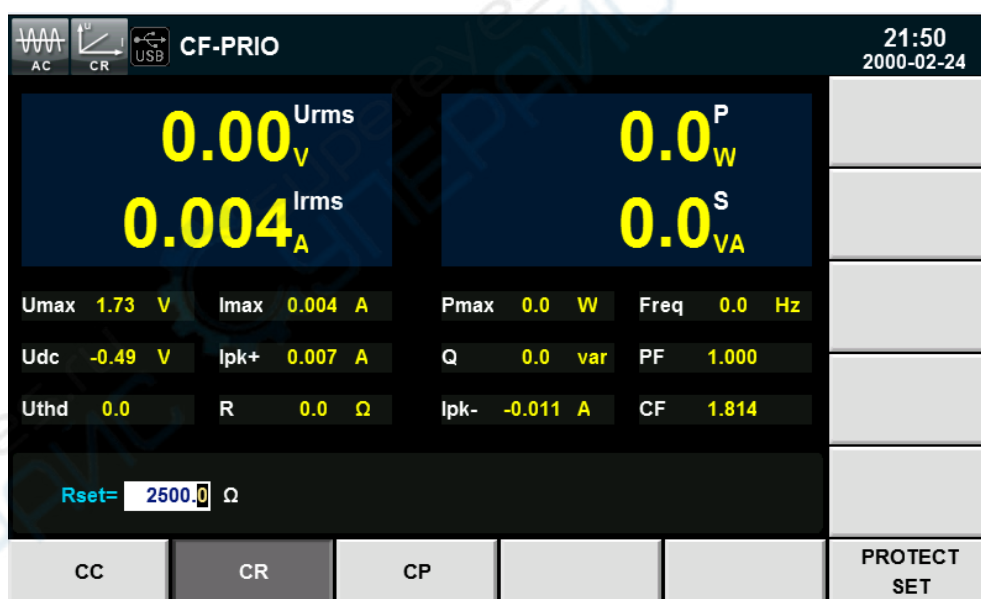 AC
U
I
CR
USB
CF-PRIO
21:50
2000-02-24
0.00 Urms V
0.0 P W
0.004 Irms A
0.0 S VA
Umax 1.73 V Imax 0.004 A Pmax 0.0 W Freq 0.0 Hz
Udc -0.49 V Ipk+ 0.007 A Q 0.0 var PF 1.000
Uthd 0.0 R 0.0 Ω Ipk- -0.011 A CF 1.814
Rset= 2500.0 Ω
CC CR CP
PROTECT
SET